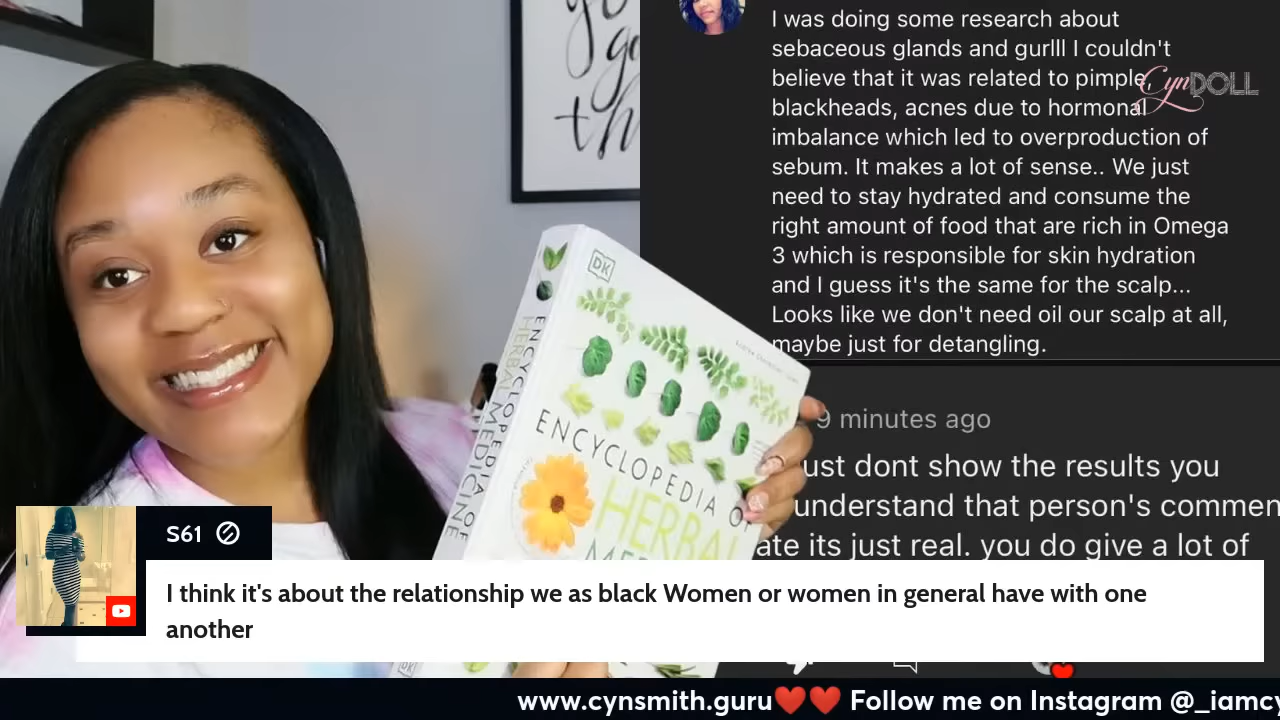 I was doing some research about
sebaceous glands and gurlll I couldn't
believe that it was related to pimple
blackheads, acnes due to hormonal
imbalance which led to overproduction of
sebum. It makes a lot of sense.. We just
need to stay hydrated and consume the
right amount of food that are rich in Omega
3 which is responsible for skin hydration
and I guess it's the same for the scalp...
Looks like we don't need oil our scalp at all,
maybe just for detangling.
CynDOLL
9 minutes ago
ust dont show the results you
understand that person's commen
ate its just real. you do give a lot of
DK
ENCYCLOPEDIA OF
HERBAL
ENCYCLOPEDIA OF
HERBAL MEDICINE
DK
S61
I think it's about the relationship we as black Women or women in general have with one
another
www.cynsmith.guru❤️❤️ Follow me on Instagram @_iamcy